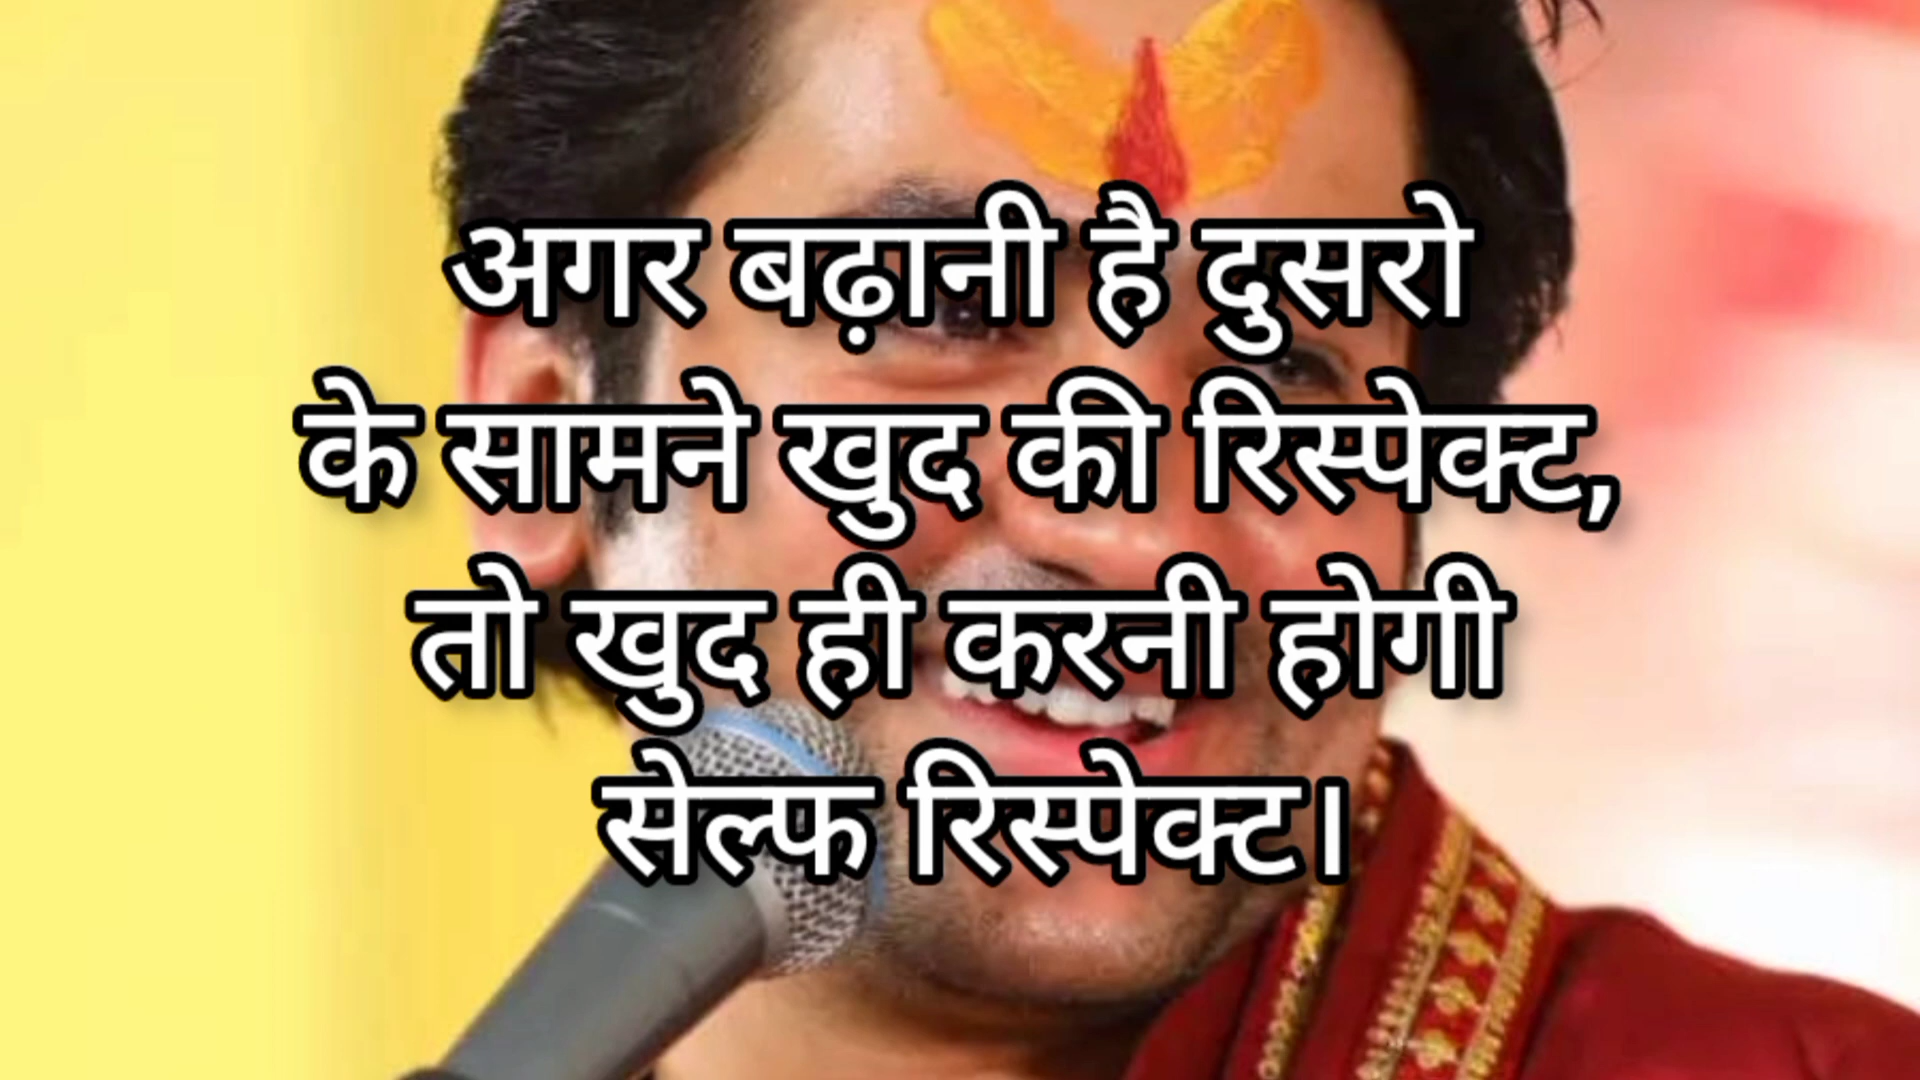 अगर बढ़ानी है दुसरो
के सामने खुद की रिस्पेक्ट,
तो खुद ही करनी होगी
सेल्फ रिस्पेक्ट।